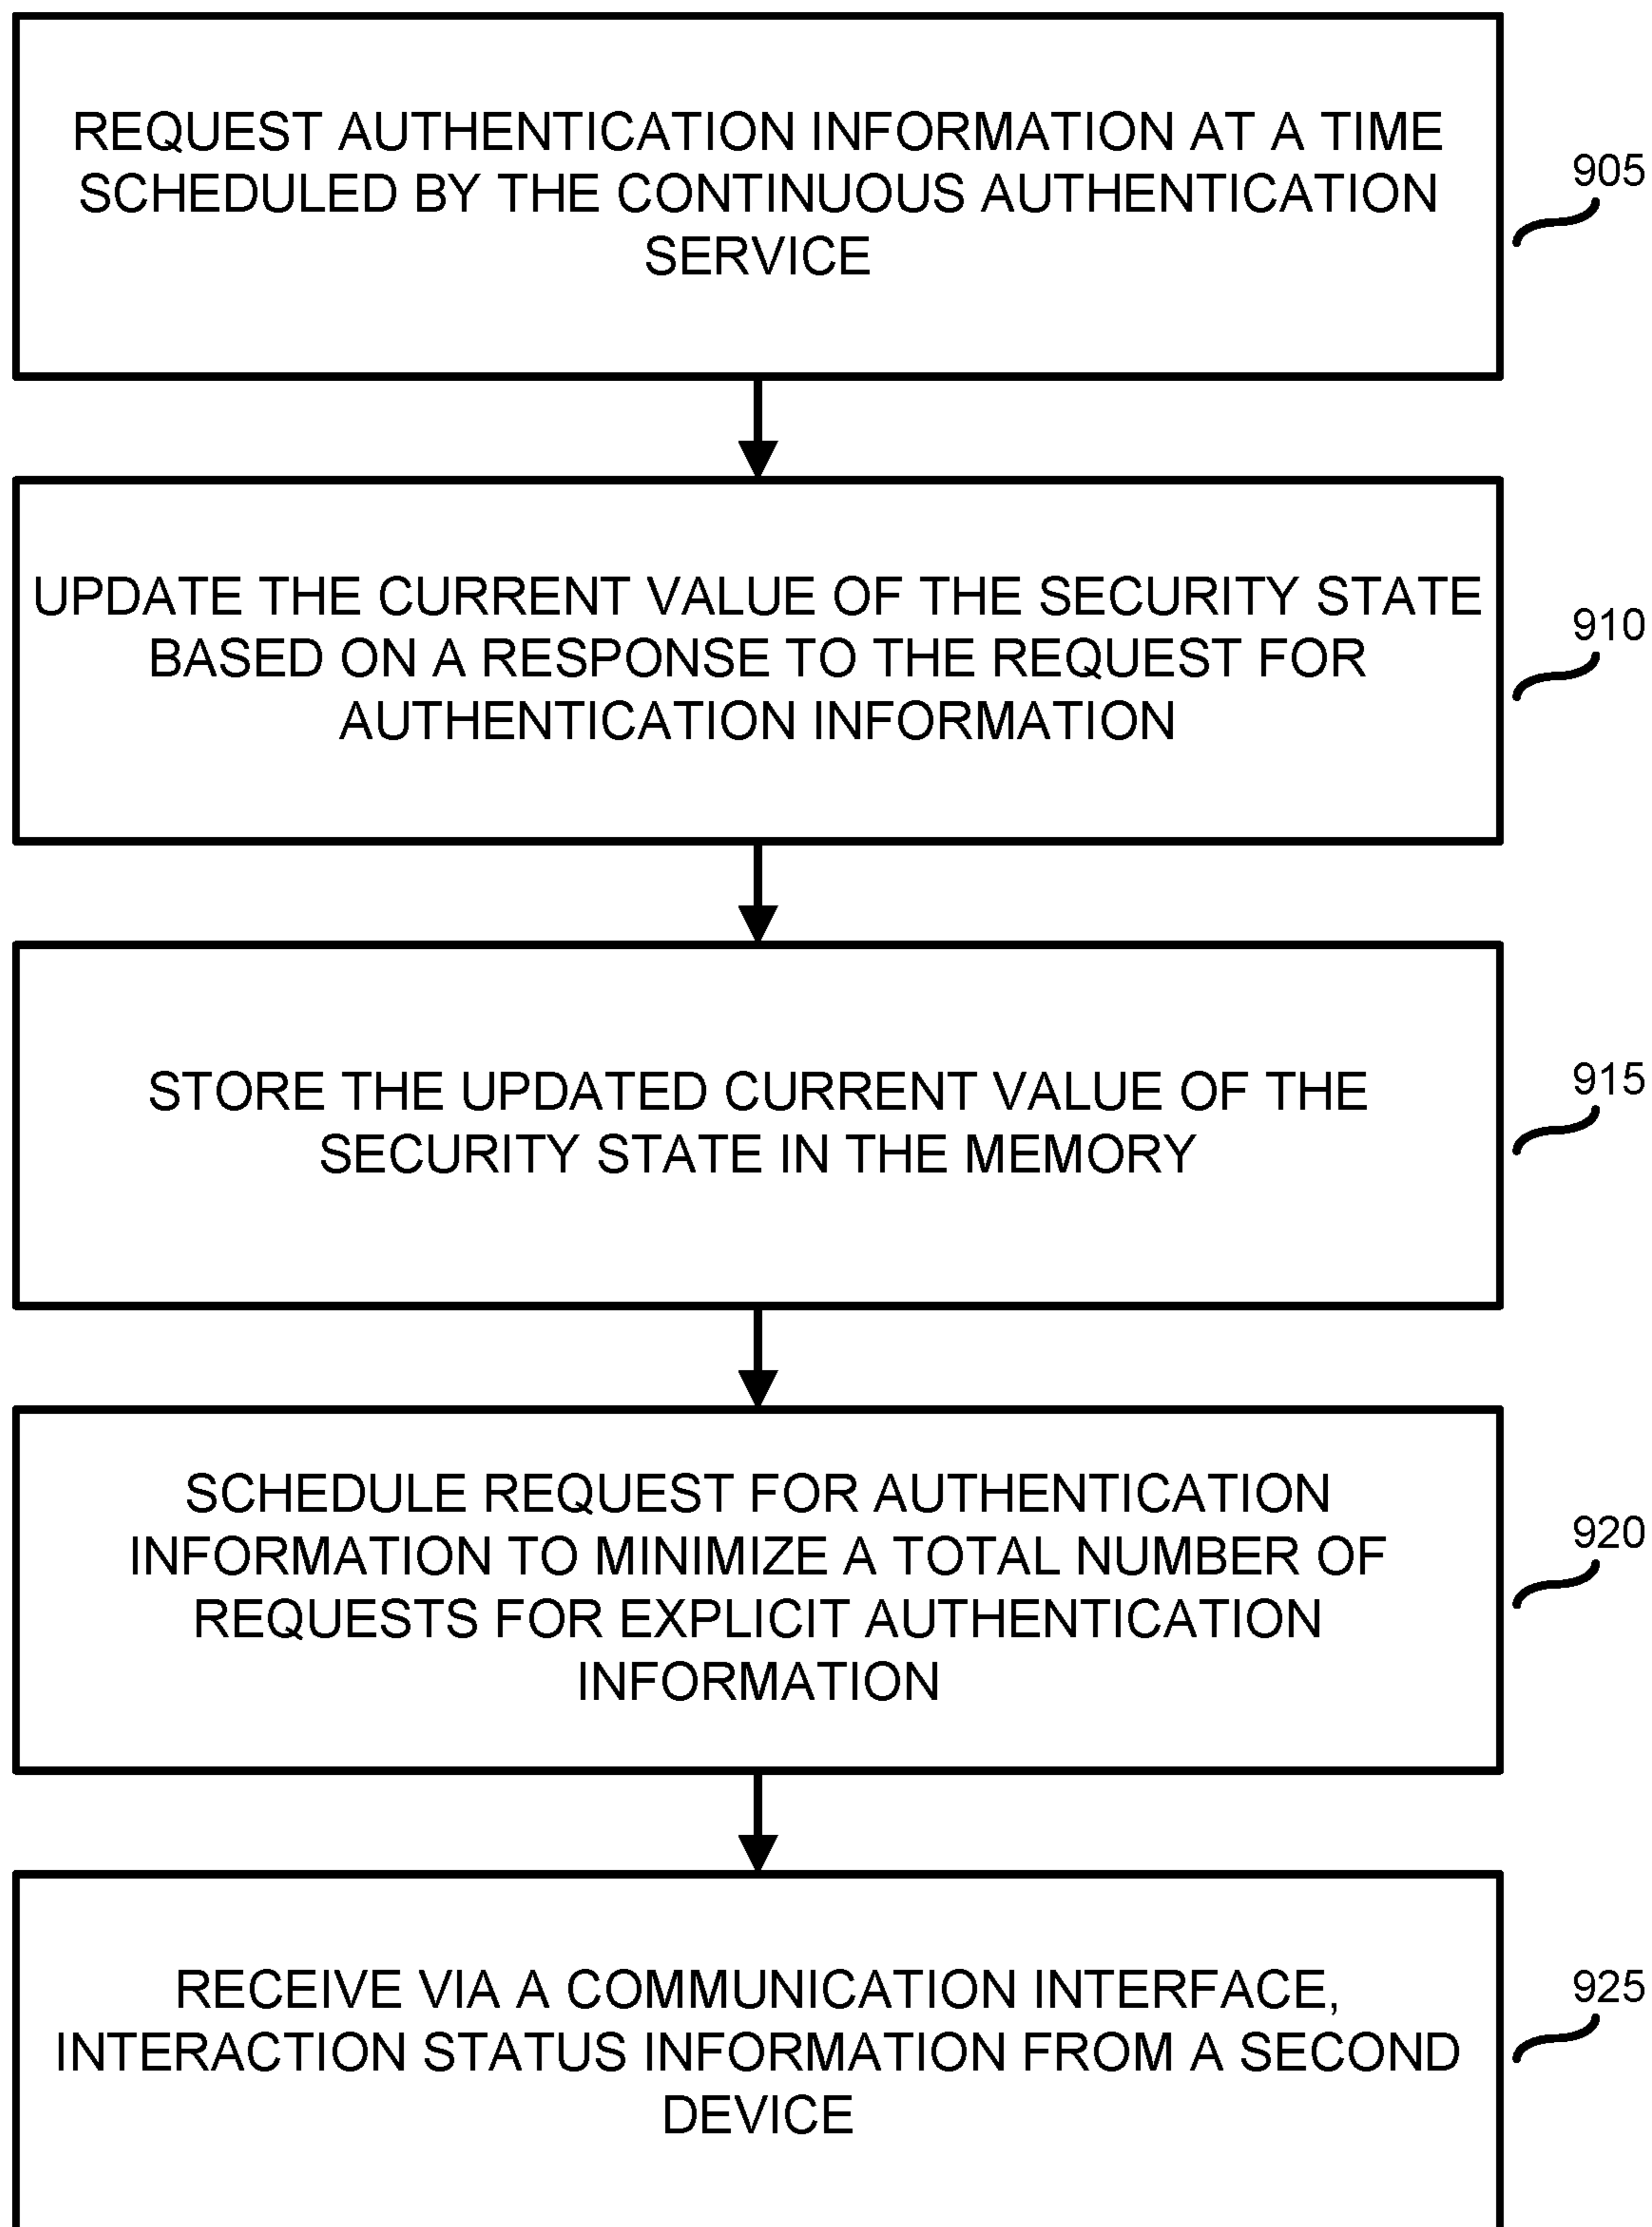 REQUEST AUTHENTICATION INFORMATION AT A TIME
SCHEDULED BY THE CONTINUOUS AUTHENTICATION
SERVICE
905
UPDATE THE CURRENT VALUE OF THE SECURITY STATE
BASED ON A RESPONSE TO THE REQUEST FOR
AUTHENTICATION INFORMATION
910
STORE THE UPDATED CURRENT VALUE OF THE
SECURITY STATE IN THE MEMORY
915
SCHEDULE REQUEST FOR AUTHENTICATION
INFORMATION TO MINIMIZE A TOTAL NUMBER OF
REQUESTS FOR EXPLICIT AUTHENTICATION
INFORMATION
920
RECEIVE VIA A COMMUNICATION INTERFACE,
INTERACTION STATUS INFORMATION FROM A SECOND
DEVICE
925